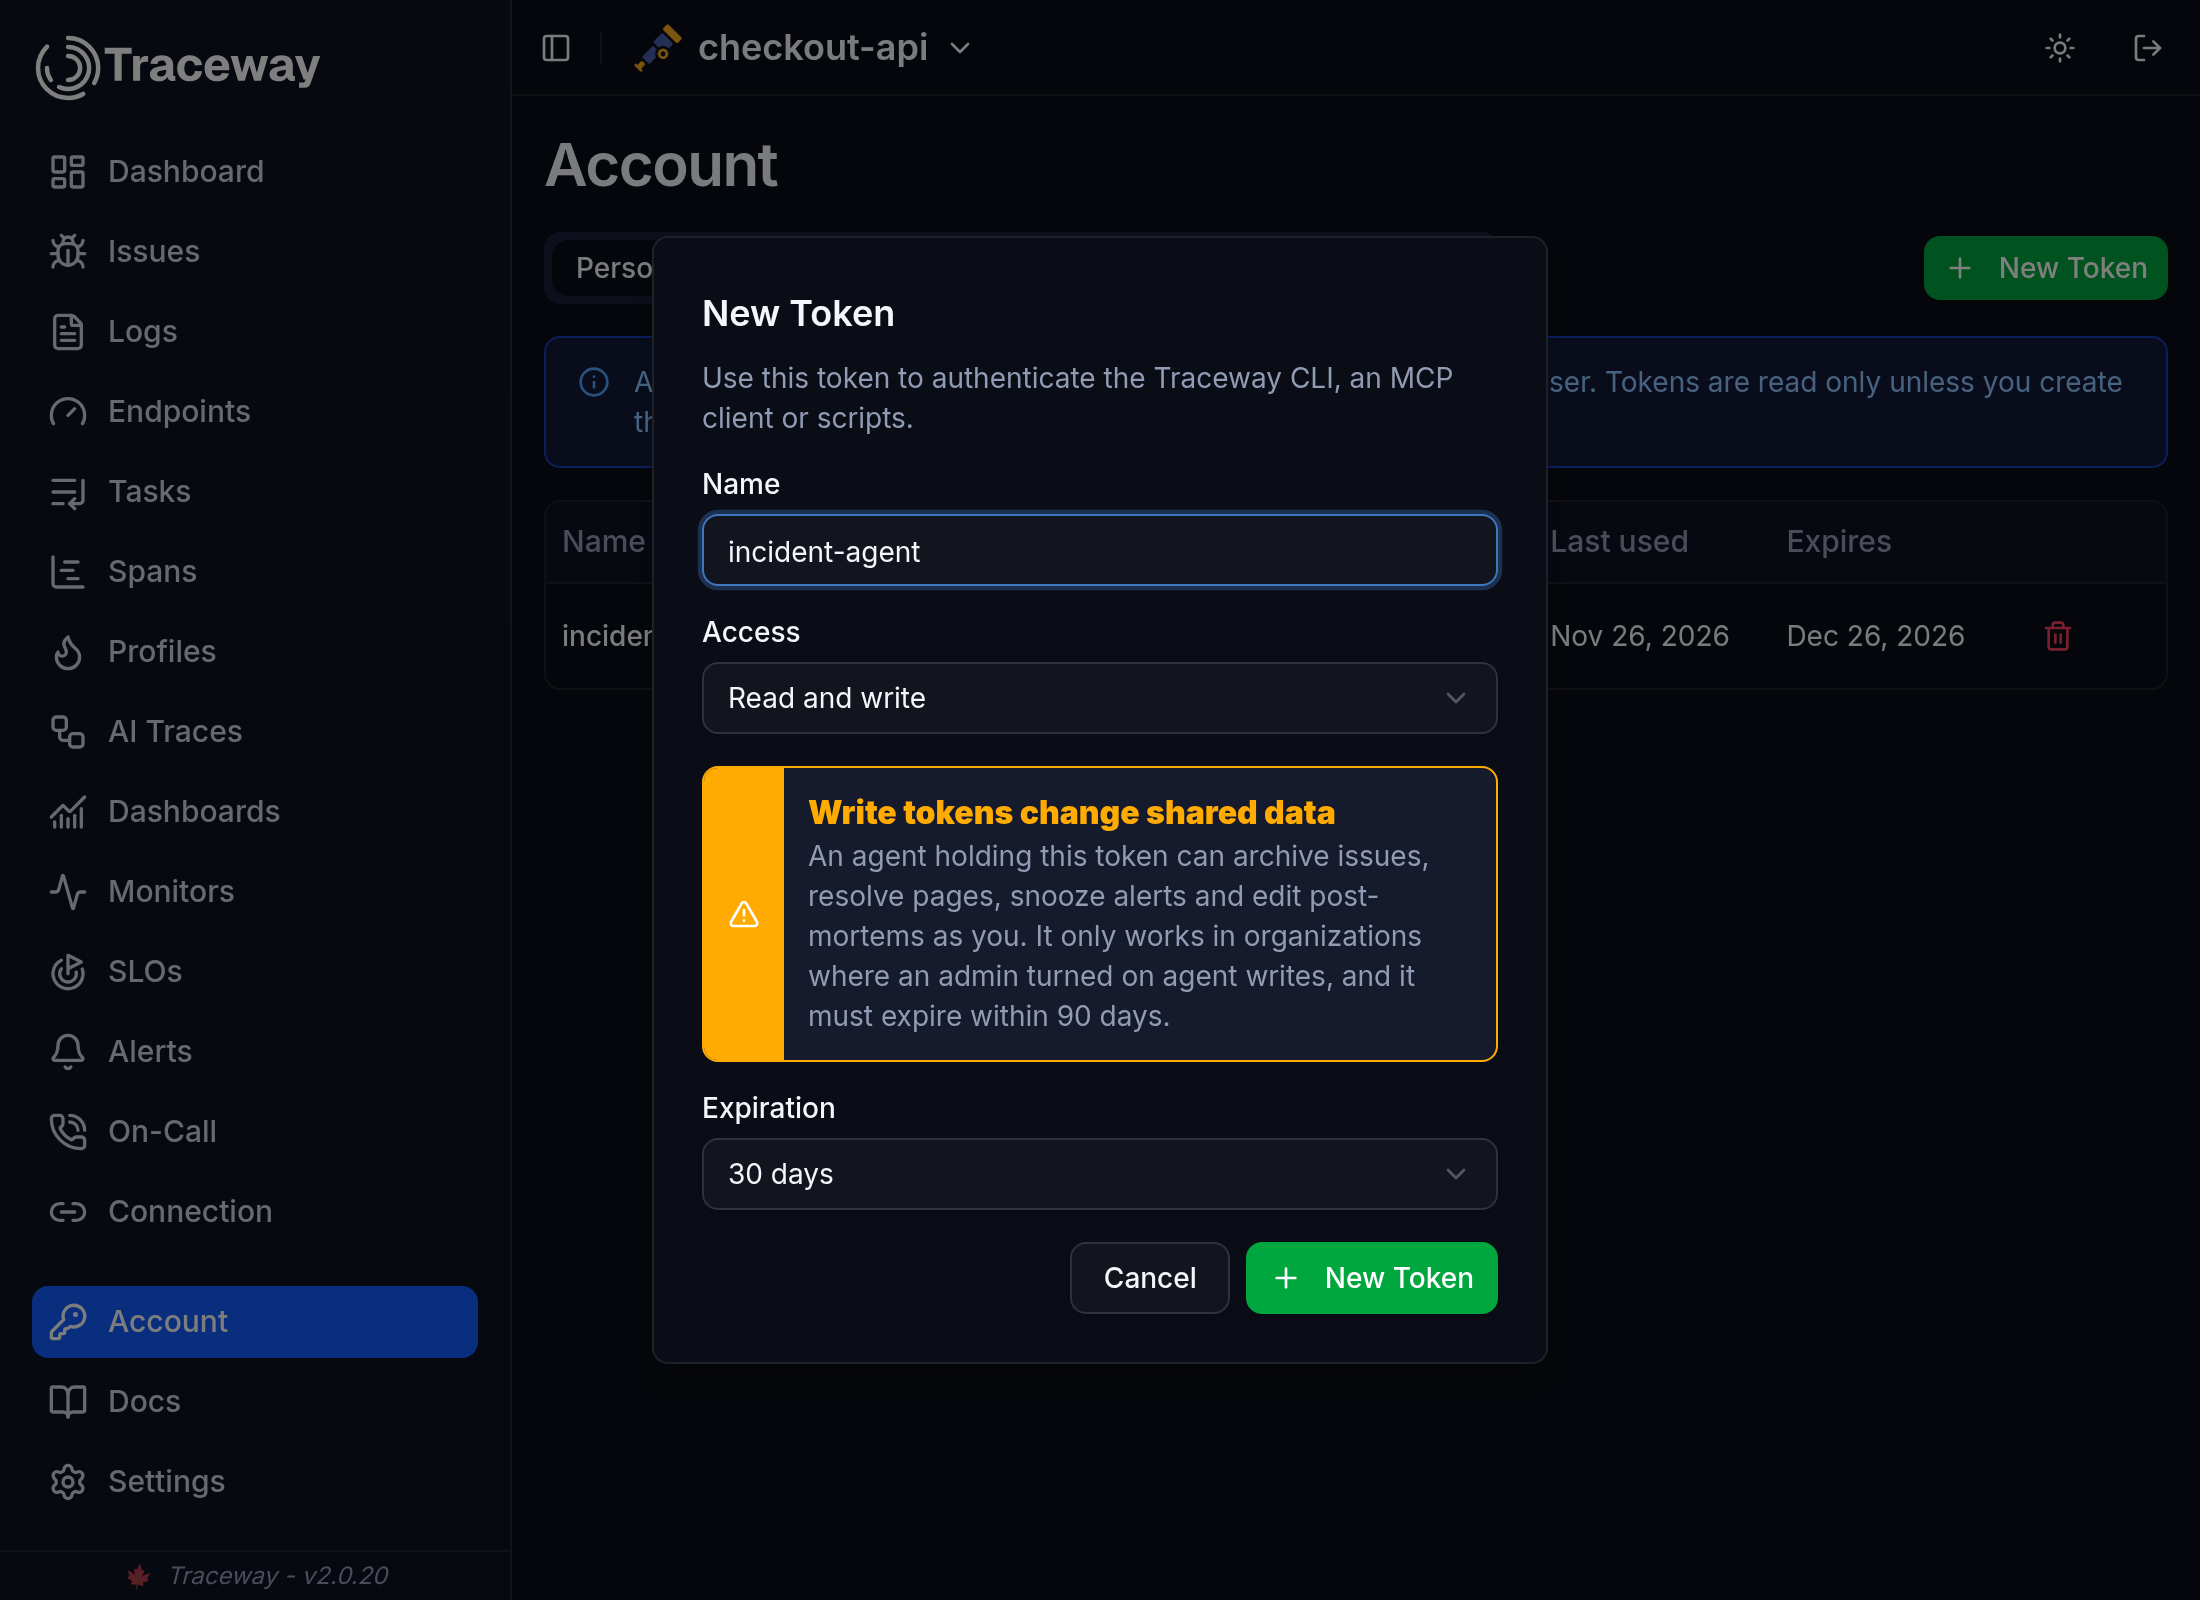 Traceway
checkout-api
Dashboard
Issues
Logs
Endpoints
Tasks
Spans
Profiles
AI Traces
Dashboards
Monitors
SLOs
Alerts
On-Call
Connection
Account
Docs
Settings
Traceway - v2.0.20
Account
New Token
ser. Tokens are read only unless you create
Name
Last used
Expires
Nov 26, 2026
Dec 26, 2026
New Token
Use this token to authenticate the Traceway CLI, an MCP
client or scripts.
Name
incident-agent
Access
Read and write
Write tokens change shared data
An agent holding this token can archive issues,
resolve pages, snooze alerts and edit post-
mortems as you. It only works in organizations
where an admin turned on agent writes, and it
must expire within 90 days.
Expiration
30 days
Cancel
New Token